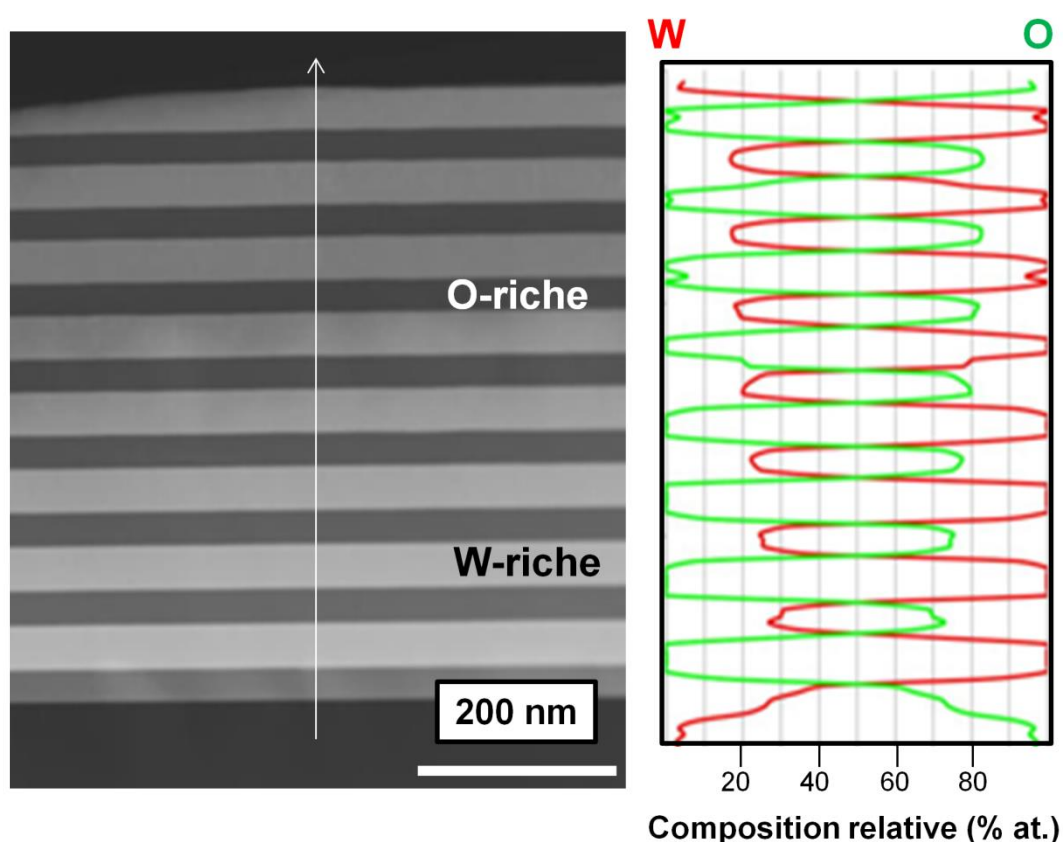 W O
O-riche
W-riche
200 nm
20 40 60 80
Composition relative (% at.)